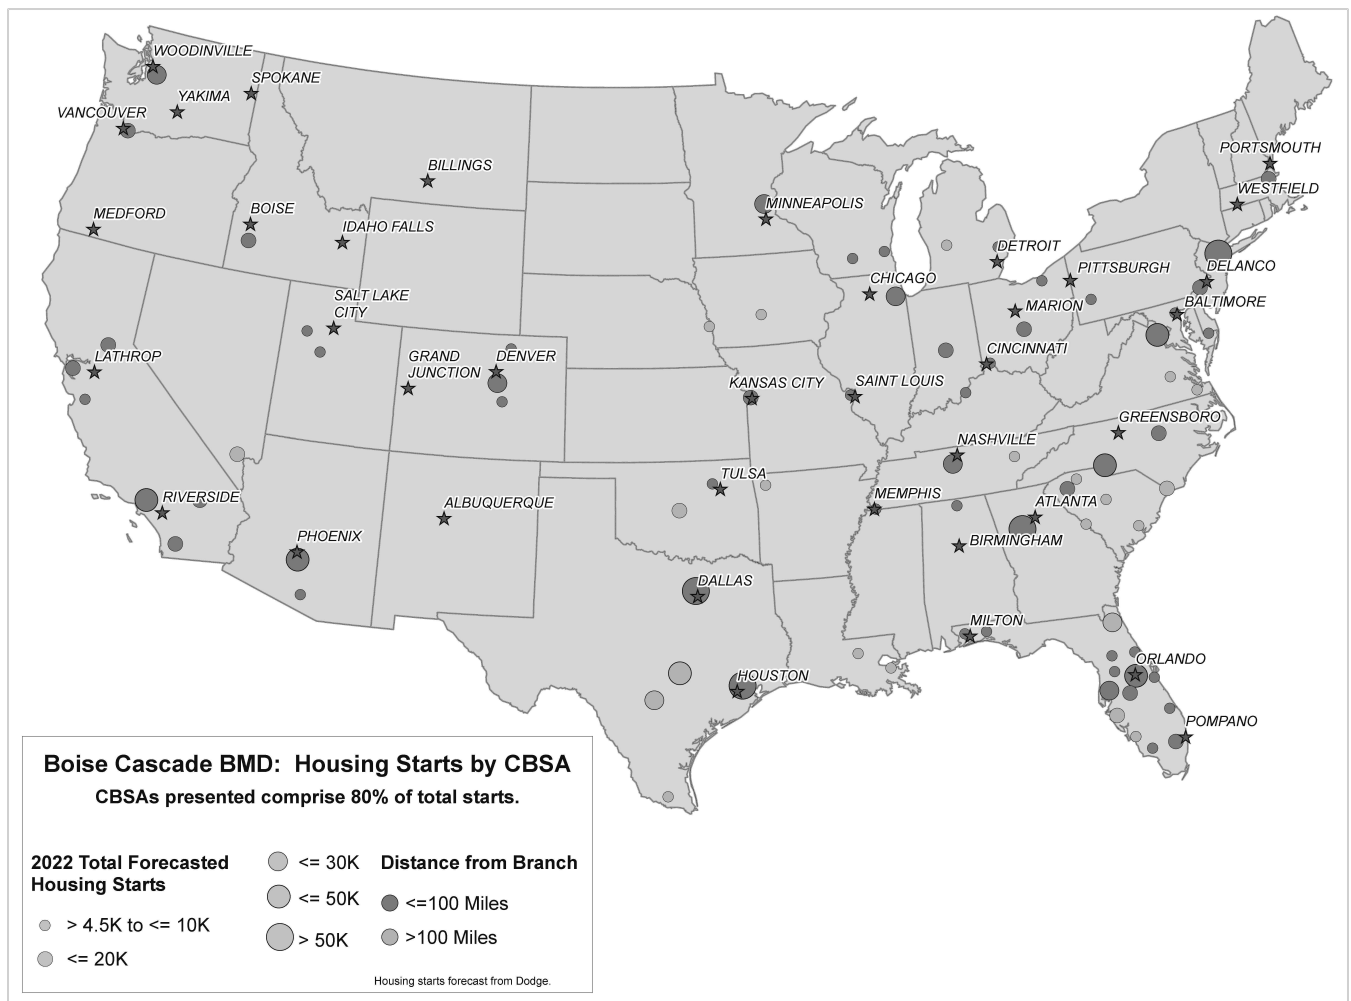 WOODINVILLE
SPOKANE
YAKIMA
VANCOUVER
BILLINGS
PORTSMOUTH
WESTFIELD
MEDFORD
BOISE
IDAHO FALLS
MINNEAPOLIS
DETROIT
PITTSBURGH
DELANCO
CHICAGO
SALT LAKE
CITY
MARION
BALTIMORE
LATHROP
GRAND
JUNCTION
DENVER
CINCINNATI
KANSAS CITY
SAINT LOUIS
GREENSBORO
NASHVILLE
TULSA
MEMPHIS
ATLANTA
RIVERSIDE
ALBUQUERQUE
PHOENIX
BIRMINGHAM
DALLAS
MILTON
ORLANDO
HOUSTON
POMPANO
Boise Cascade BMD: Housing Starts by CBSA
CBSAs presented comprise 80% of total starts.
2022 Total Forecasted
Housing Starts
> 4.5K to <= 10K
<= 20K
<= 30K
<= 50K
> 50K
Distance from Branch
<=100 Miles
>100 Miles
Housing starts forecast from Dodge.